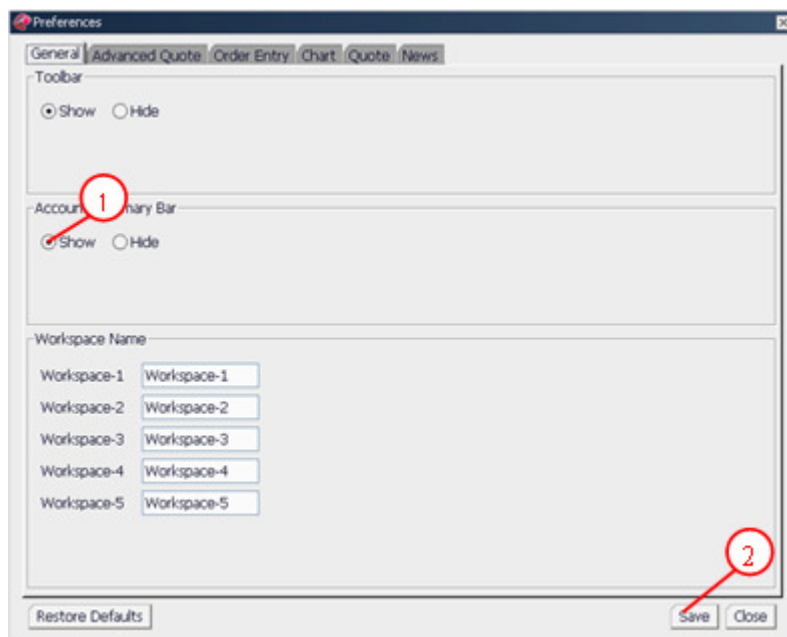 Preferences
General Advanced Quote Order Entry Chart Quote News
Toolbar
Show Hide
1
Bar
Show Hide
Workspace Name
Workspace-1 Workspace-1
Workspace-2 Workspace-2
Workspace-3 Workspace-3
Workspace-4 Workspace-4
Workspace-5 Workspace-5
2
Restore Defaults Save Close